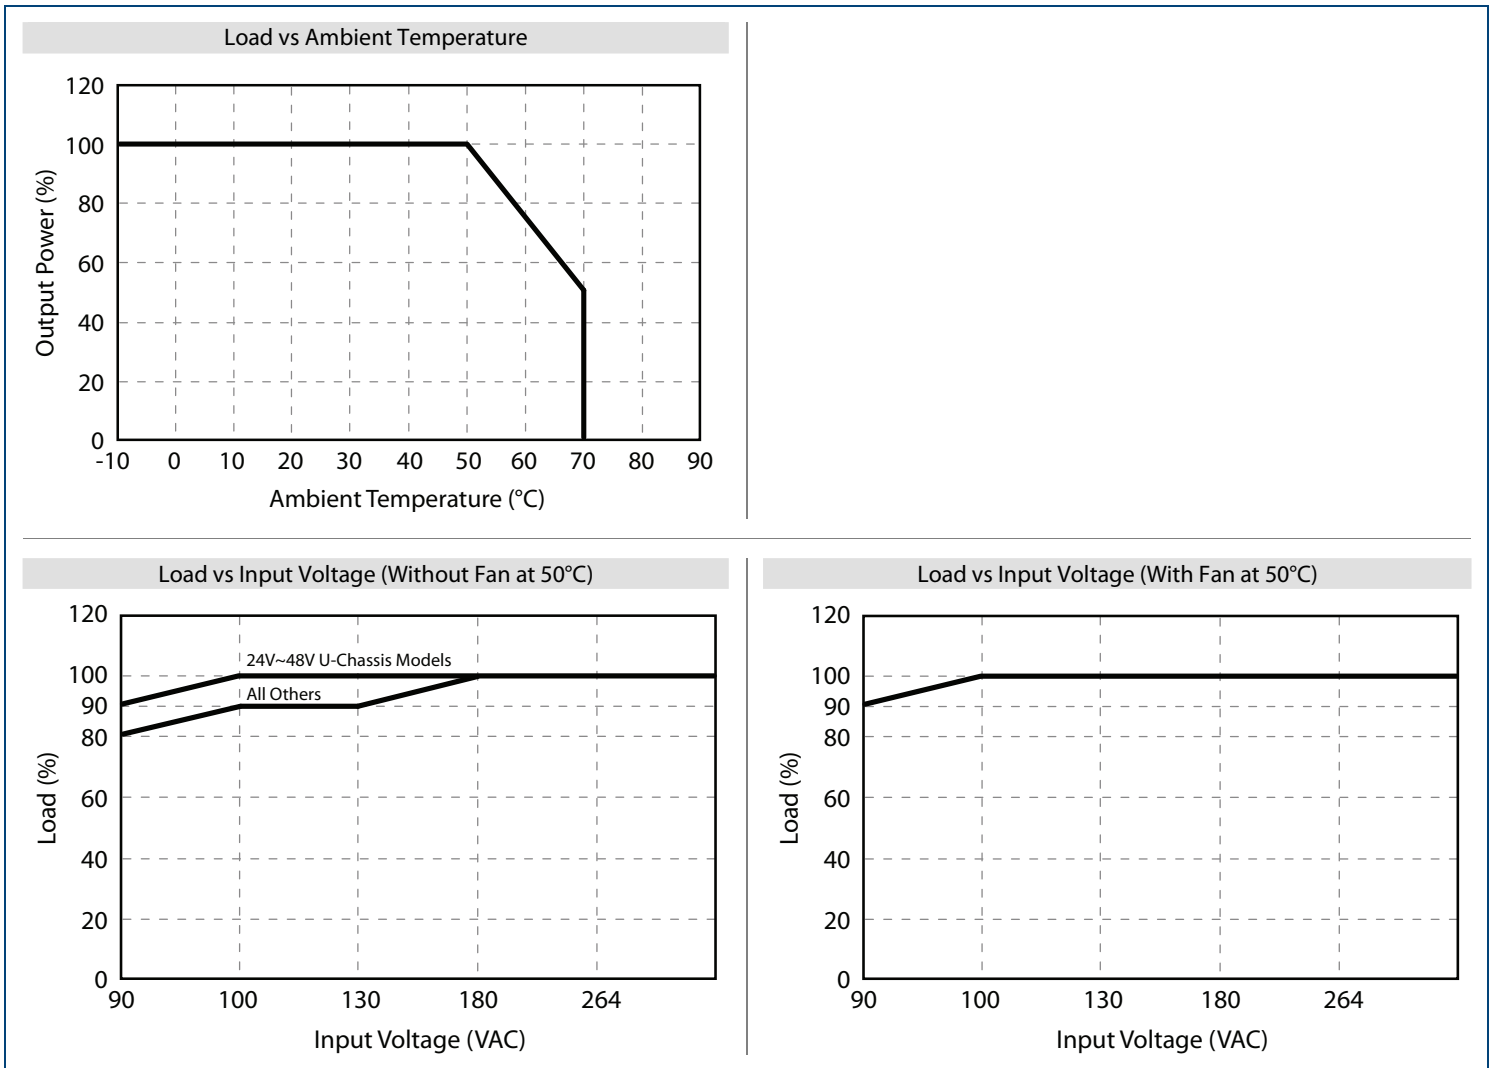 Load vs Ambient Temperature
120
100
80
60
40
20
0
Output Power (%)
-10 0 10 20 30 40 50 60 70 80 90
Ambient Temperature (°C)
Load vs Input Voltage (Without Fan at 50°C)
120
100
90
80
60
40
20
0
Load (%)
24V~48V U-Chassis Models
All Others
90 100 130 180 264
Input Voltage (VAC)
Load vs Input Voltage (With Fan at 50°C)
120
100
90
80
60
40
20
0
Load (%)
90 100 130 180 264
Input Voltage (VAC)